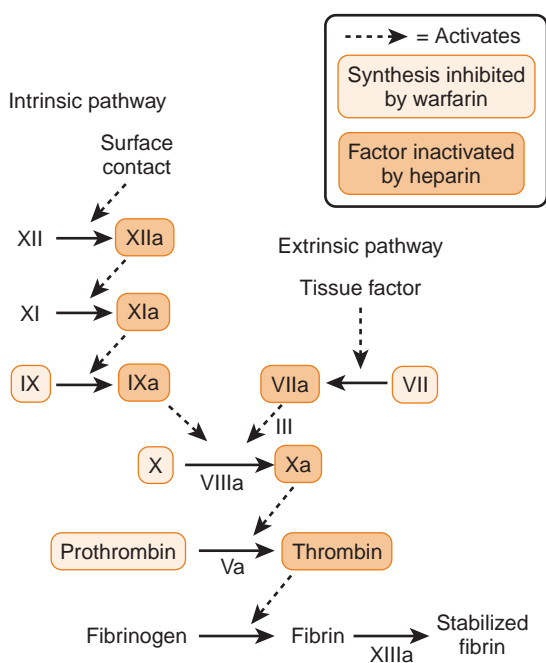 = Activates
Synthesis inhibited
by warfarin
Factor inactivated
by heparin
Intrinsic pathway
Surface
contact
XII
XIIa
Extrinsic pathway
Tissue factor
XI
XIa
IX
IXa
VIIa
VII
III
X
VIIIa
Xa
Prothrombin
Va
Thrombin
Fibrinogen
Fibrin
XIIIa
Stabilized
fibrin